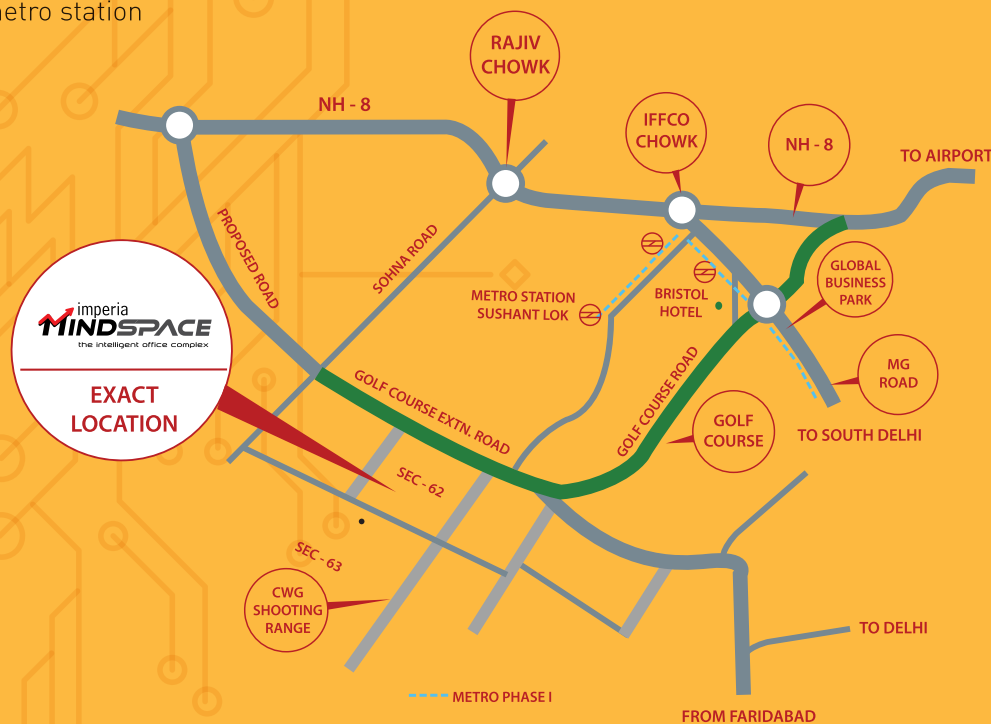 metro station
RAJIV
CHOWK
NH - 8
IFFCO
CHOWK
NH - 8
TO AIRPORT
PROPOSED ROAD
SOHNA ROAD
GLOBAL
BUSINESS
PARK
METRO STATION
SUSHANT LOK
BRISTOL
HOTEL
imperia
MINDSPACE
the intelligent office complex
EXACT
LOCATION
GOLF COURSE EXTN. ROAD
GOLF COURSE ROAD
MG
ROAD
GOLF
COURSE
TO SOUTH DELHI
SEC - 62
SEC - 63
CWG
SHOOTING
RANGE
TO DELHI
METRO PHASE I
FROM FARIDABAD